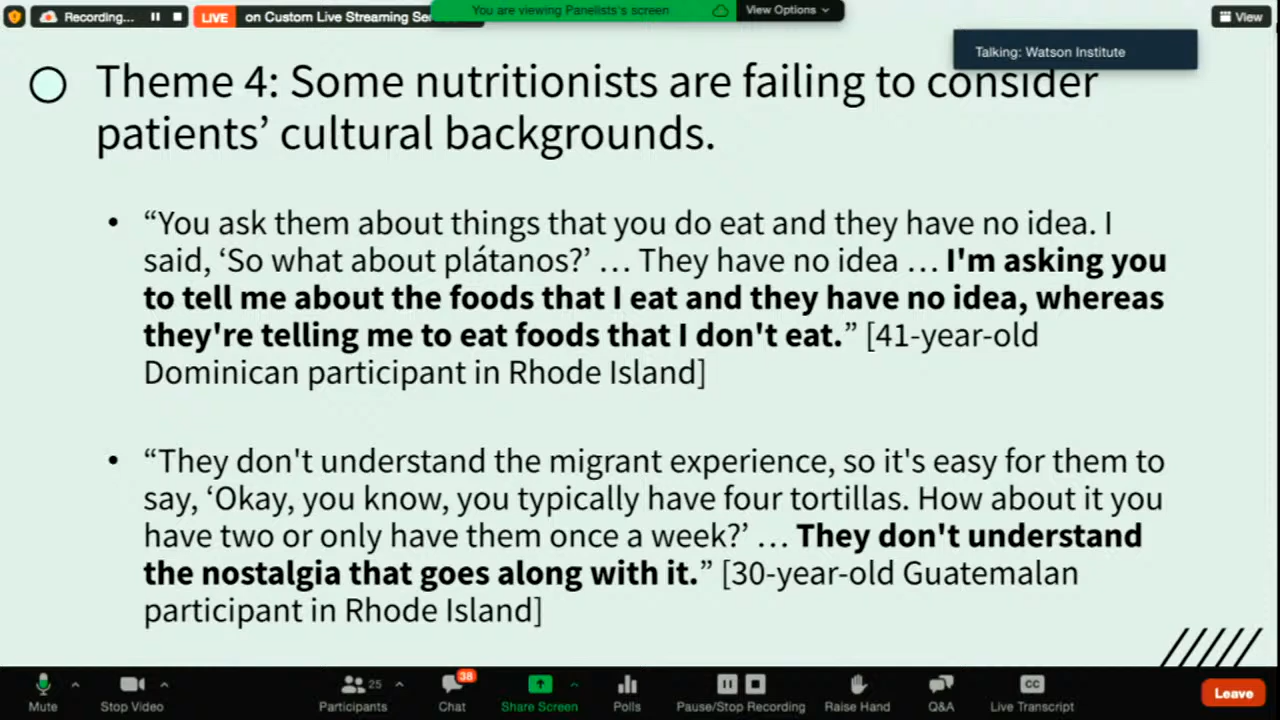 Recording...
LIVE
on Custom Live Streaming Ser
You are viewing Panelists's screen
View Options
View
Talking: Watson Institute
Theme 4: Some nutritionists are failing to consider
patients’ cultural backgrounds.
• “You ask them about things that you do eat and they have no idea. I
said, ‘So what about plátanos?’ … They have no idea … I'm asking you
to tell me about the foods that I eat and they have no idea, whereas
they're telling me to eat foods that I don't eat.” [41-year-old
Dominican participant in Rhode Island]
• “They don't understand the migrant experience, so it's easy for them to
say, ‘Okay, you know, you typically have four tortillas. How about it you
have two or only have them once a week?’ … They don't understand
the nostalgia that goes along with it.” [30-year-old Guatemalan
participant in Rhode Island]
25
38
CC
Mute
Stop Video
Participants
Chat
Share Screen
Polls
Pause/Stop Recording
Raise Hand
Q&A
Live Transcript
Leave